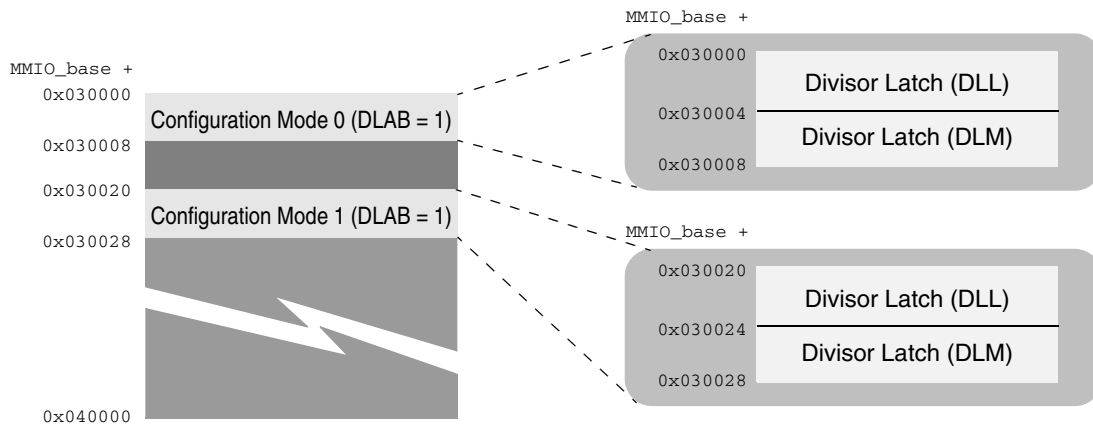 MMIO_base +
0x030000
Configuration Mode 0 (DLAB = 1)
0x030008
0x030020
Configuration Mode 1 (DLAB = 1)
0x030028
0x040000
MMIO_base +
0x030000
Divisor Latch (DLL)
0x030004
Divisor Latch (DLM)
0x030008
MMIO_base +
0x030020
Divisor Latch (DLL)
0x030024
Divisor Latch (DLM)
0x030028